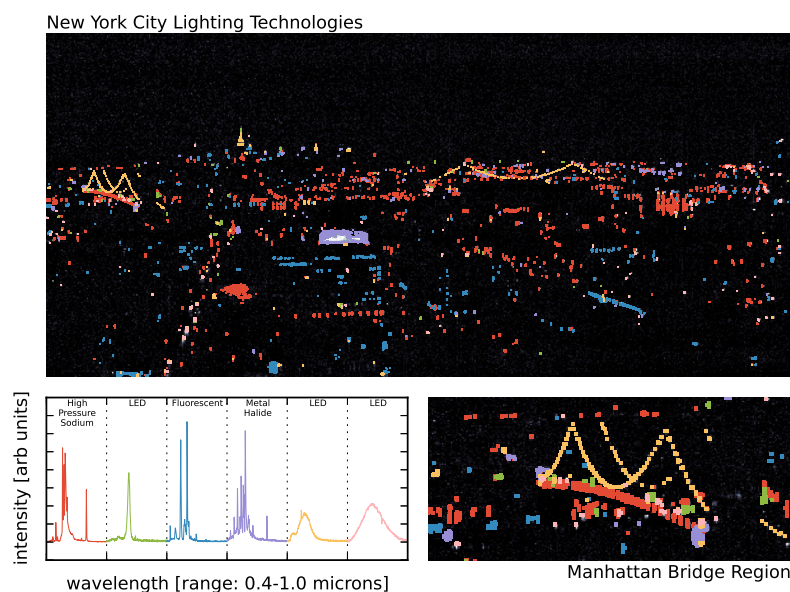 New York City Lighting Technologies
High
Pressure
Sodium
LED
Fluorescent
Metal
Halide
LED
LED
intensity [arb units]
wavelength [range: 0.4-1.0 microns]
Manhattan Bridge Region